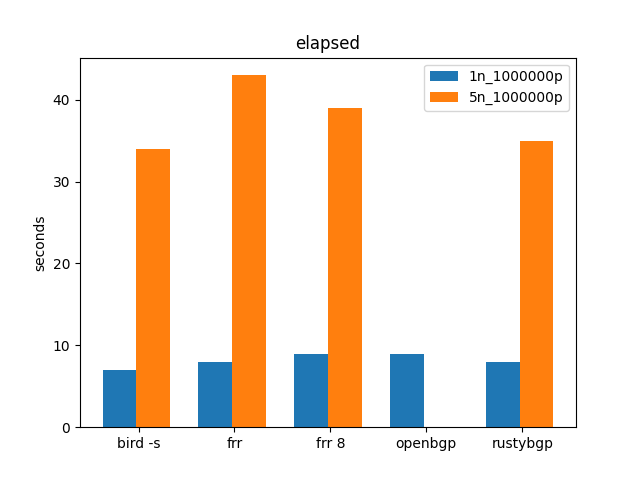 elapsed
1n_1000000p
5n_1000000p
seconds
40
30
20
10
0
bird -s
frr
frr 8
openbgp
rustybgp